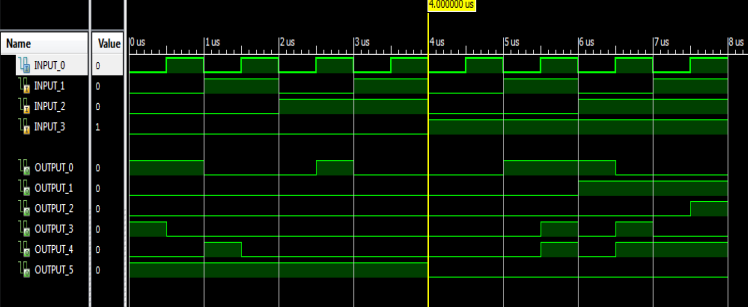 4.000000 us
Name Value 0 us 1 us 2 us 3 us 4 us 5 us 6 us 7 us 8 us
INPUT_0 0
INPUT_1 0
INPUT_2 0
INPUT_3 1
OUTPUT_0 0
OUTPUT_1 0
OUTPUT_2 0
OUTPUT_3 0
OUTPUT_4 0
OUTPUT_5 0